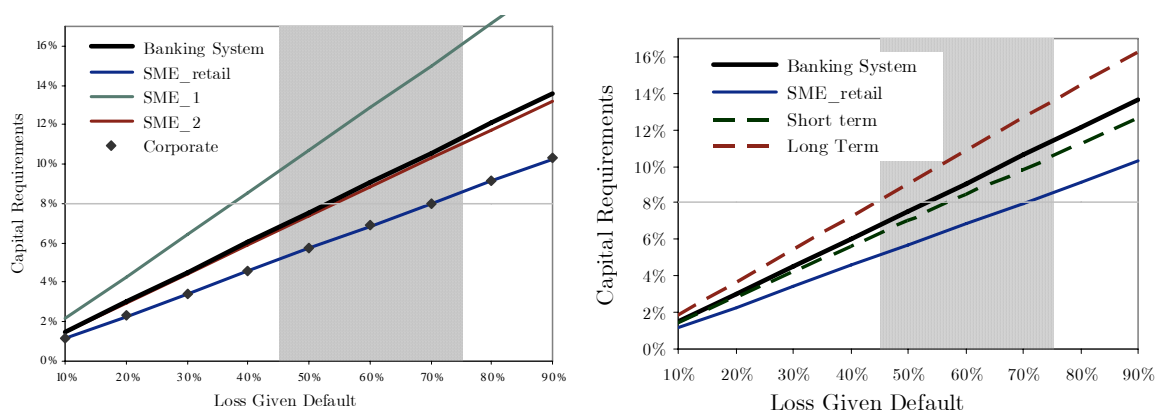 16%
14%
12%
10%
8%
6%
4%
2%
0%
Capital Requirements
Banking System
SME_retail
SME_1
SME_2
Corporate
10% 20% 30% 40% 50% 60% 70% 80% 90%
Loss Given Default
16%
14%
12%
10%
8%
6%
4%
2%
0%
Capital Requirements
Banking System
SME_retail
Short term
Long Term
10% 20% 30% 40% 50% 60% 70% 80% 90%
Loss Given Default